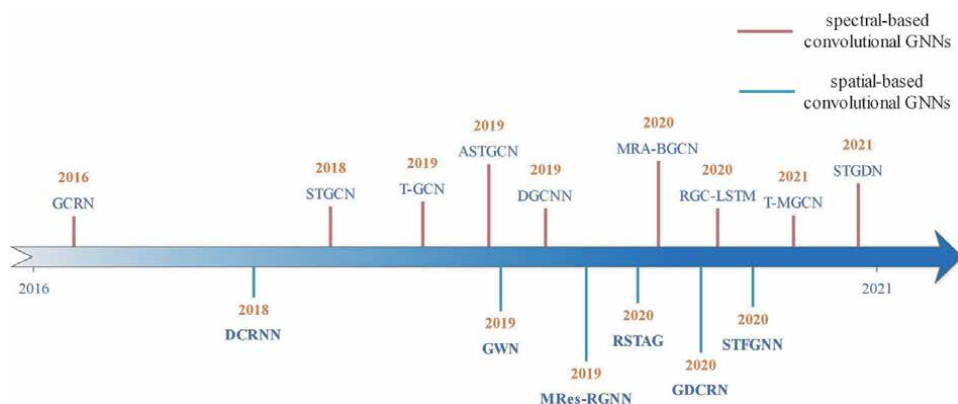 spectral-based
convolutional GNNs
spatial-based
convolutional GNNs
2016
GCRN
2018
STGCN
2019
T-GCN
2019
ASTGCN
2019
DGCNN
2020
MRA-BGCN
2020
RGC-LSTM
2021
T-MGCN
2021
STGDN
2016
2021
2018
DCRNN
2019
GWN
2019
MRes-RGNN
2020
RSTAG
2020
GDCRN
2020
STFGNN